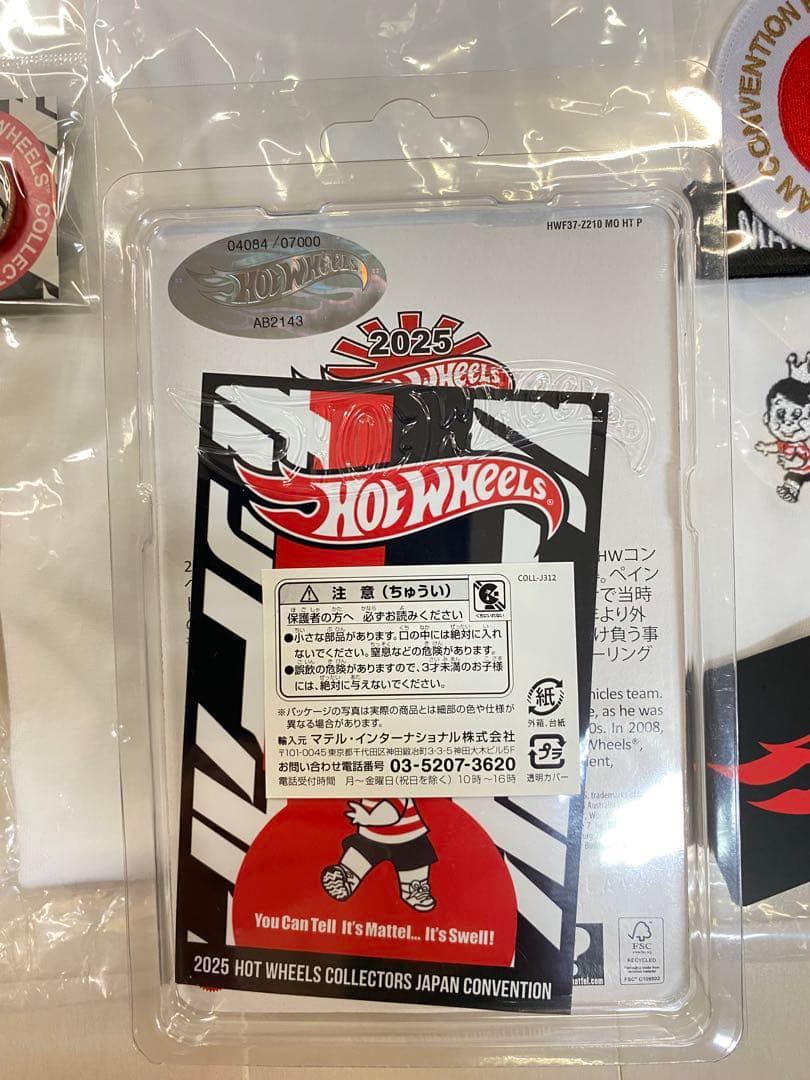 WHEELS COLLEC
CONVENTION
HWF37-Z210 MO HT P
04084 /07000
HOT WHEELS
AB2143
2025
WHEELS
HOT WHEELS®
COLL-J312
注 意 (ちゅうい)
保護者の方へ 必ずお読みください
●小さな部品があります。口の中には絶対に入れ
ないでください。窒息などの危険があります。
●誤飲の危険がありますので、3才未満のお子様
には、絶対に与えないでください。
※パッケージの写真は実際の商品とは細部の色や仕様が
異なる場合があります。
輸入元 マテル・インターナショナル株式会社
〒101-0045 東京都千代田区神田鍛冶町3-3-5 神田大木ビル5F
お問い合わせ電話番号 03-5207-3620
電話受付時間 月〜金曜日(祝日を除く) 10時〜16時
紙
外箱、台紙
プラ
透明カバー
HWコン
。ペイン
で当時
より外
け負う事
ーリング
hicles team.
e, as he was
0s. In 2008,
Wheels®,
ent,
You Can Tell It's Mattel... It's Swell!
2025 HOT WHEELS COLLECTORS JAPAN CONVENTION
attel.com
FSC
RECYCLED